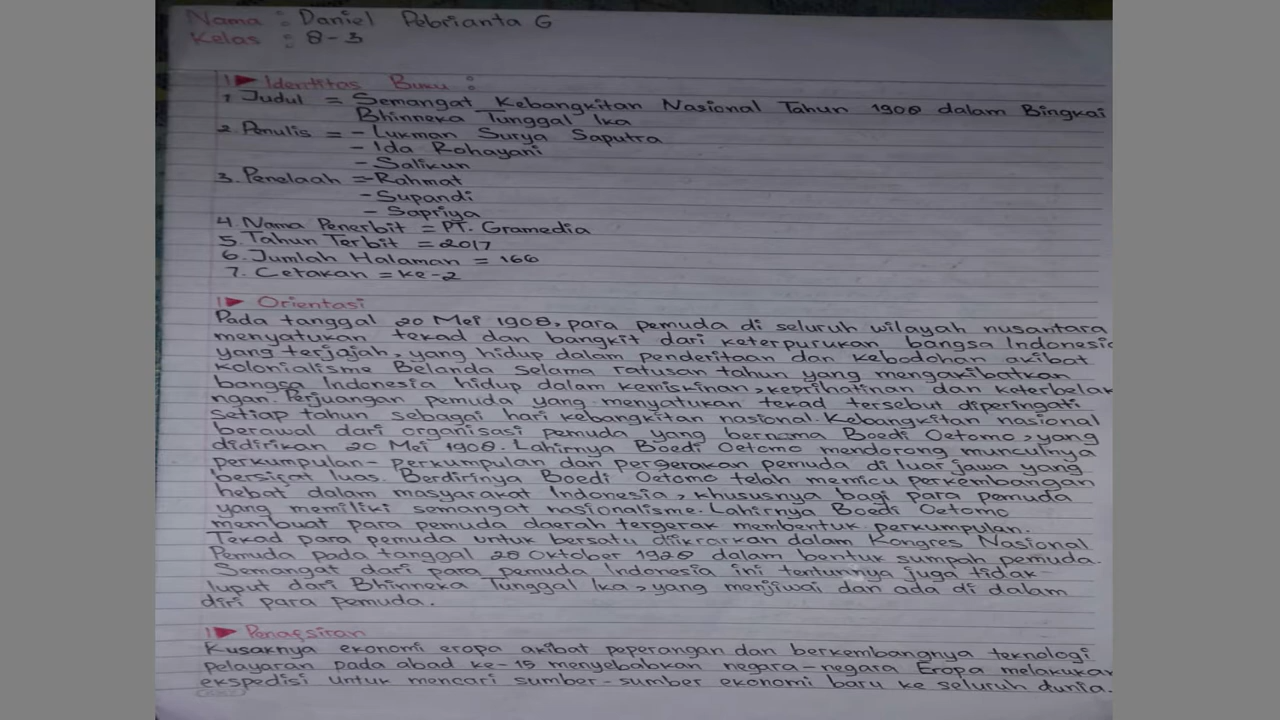 Nama : Daniel Pebrianta G
Kelas : 8-3
1► Identitas Buku :
1. Judul = Semangat Kebangkitan Nasional Tahun 1908 dalam Bingkai
Bhinneka Tunggal Ika
2. Penulis = - Lukman Surya Saputra
- Ida Rohayani
- Salikun
3. Penelaah = - Rahmat
- Supandi
- Sapriya
4. Nama Penerbit = PT. Gramedia
5. Tahun Terbit = 2017
6. Jumlah Halaman = 166
7. Cetakan = ke-2
1► Orientasi
Pada tanggal 20 Mei 1908, para pemuda di seluruh wilayah nusantara
menyatukan tekad dan bangkit dari keterpurukan bangsa Indonesia
yang terjajah, yang hidup dalam penderitaan dan kebodohan akibat
kolonialisme Belanda selama ratusan tahun yang mengakibatkan
bangsa Indonesia hidup dalam kemiskinan, keprihatinan dan keterbelak
ngan Perjuangan pemuda yang menyatukan tekad tersebut diperingati
setiap tahun sebagai hari kebangkitan nasional. Kebangkitan nasional
berawal dari organisasi pemuda yang bernama Boedi Oetomo, yang
didirikan 20 Mei 1908. Lahirnya Boedi Oetomo mendorong munculnya
perkumpulan - perkumpulan dan pergerakan pemuda di luar jawa yang
bersifat luas. Berdirinya Boedi Oetomo telah memicu perkembangan
hebat dalam masyarakat Indonesia, khususnya bagi para pemuda
yang memiliki semangat nasionalisme. Lahirnya Boedi Oetomo
membuat para pemuda daerah tergerak membentuk perkumpulan.
Tekad para pemuda untuk bersatu diikrarkan dalam Kongres Nasional
Pemuda pada tanggal 28 Oktober 1928 dalam bentuk sumpah pemuda.
Semangat dari para pemuda Indonesia ini tentunya juga tidak
luput dari Bhinneka Tunggal Ika, yang menjiwai dan ada di dalam
diri para pemuda.
1► Penafsiran
Rusaknya ekonomi eropa akibat peperangan dan berkembangnya teknologi
pelayaran pada abad ke-15 menyebabkan negara-negara Eropa melakukan
ekspedisi untuk mencari sumber-sumber ekonomi baru ke seluruh dunia.